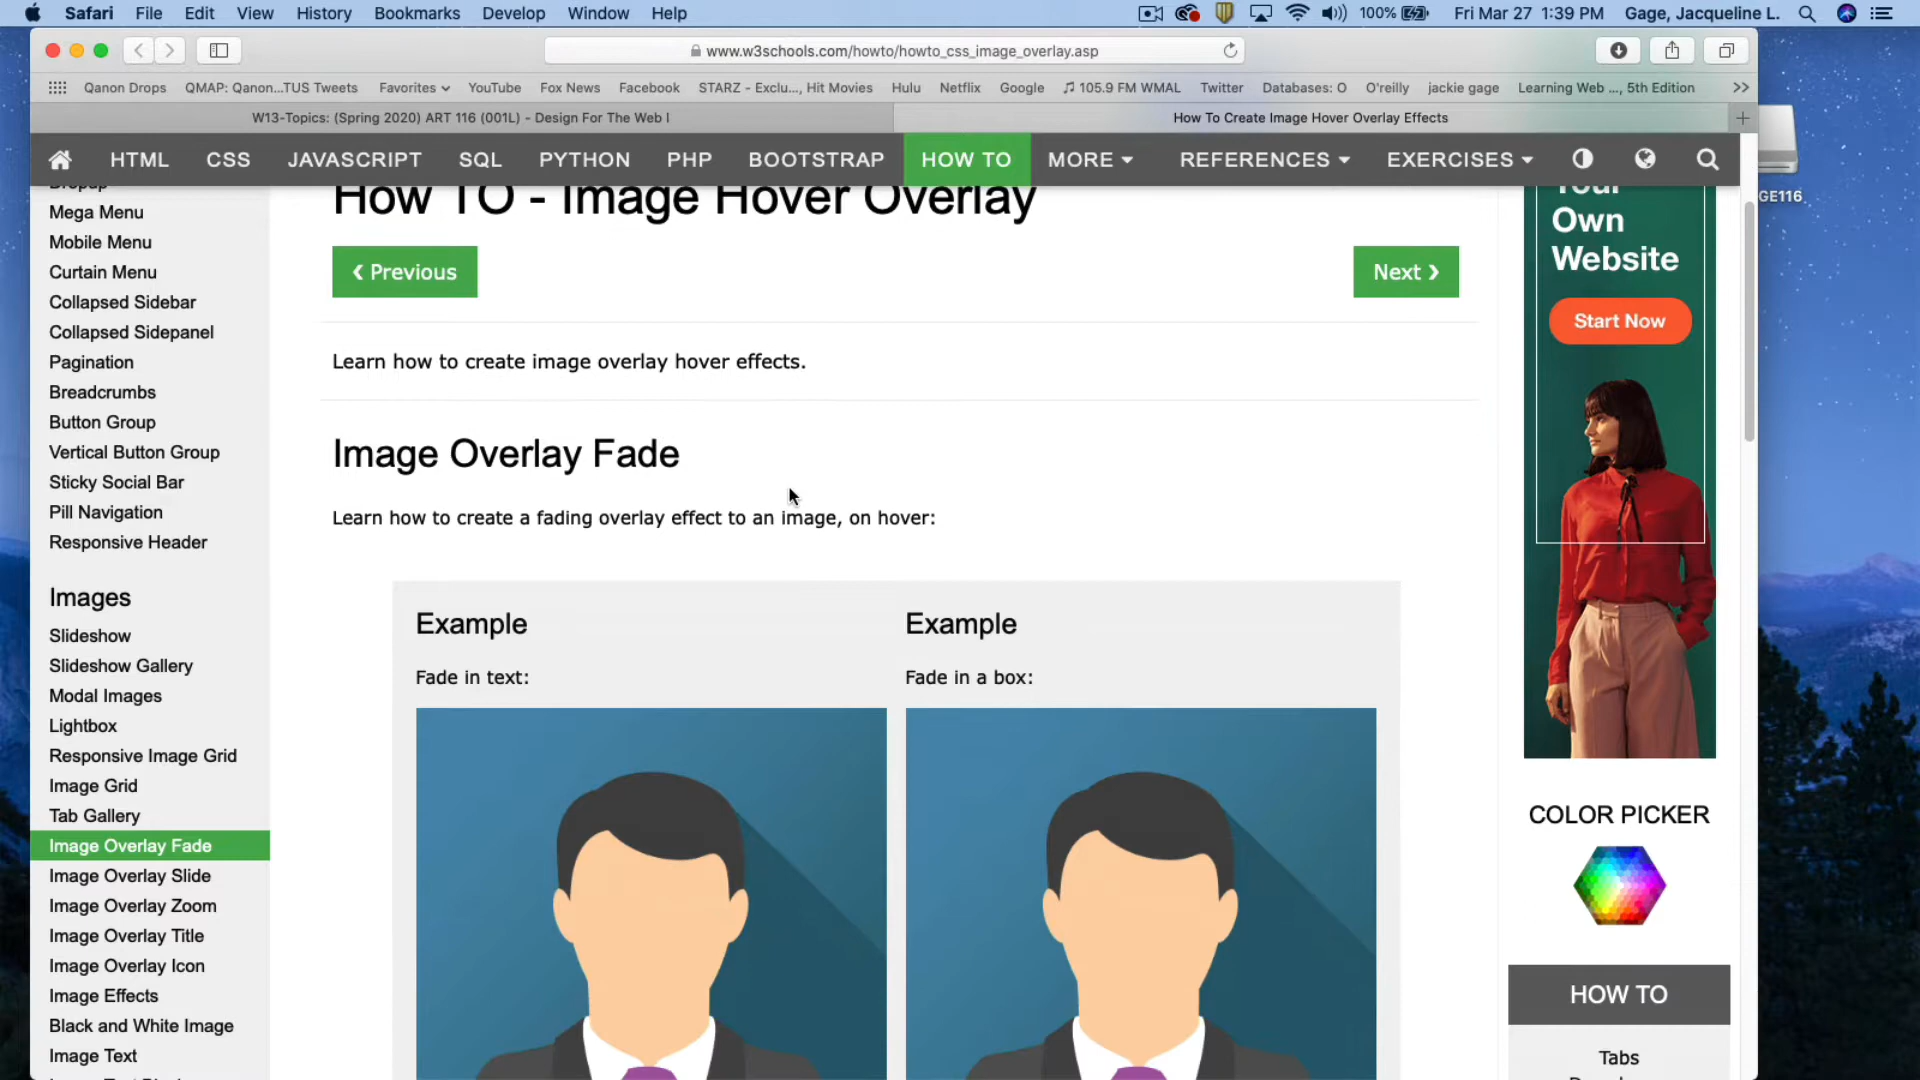 Safari File Edit View History Bookmarks Develop Window Help 100% Fri Mar 27 1:39 PM Gage, Jacqueline L.
www.w3schools.com/howto/howto_css_image_overlay.asp
Qanon Drops QMAP: Qanon...TUS Tweets Favorites YouTube Fox News Facebook STARZ - Exclu..., Hit Movies Hulu Netflix Google 105.9 FM WMAL Twitter Databases: O O'reilly jackie gage Learning Web ..., 5th Edition >>
W13-Topics: (Spring 2020) ART 116 (001L) - Design For The Web I
How To Create Image Hover Overlay Effects
HTML CSS JAVASCRIPT SQL PYTHON PHP BOOTSTRAP HOW TO MORE REFERENCES EXERCISES
GE116
Dropup
Mega Menu
Mobile Menu
Curtain Menu
Collapsed Sidebar
Collapsed Sidepanel
Pagination
Breadcrumbs
Button Group
Vertical Button Group
Sticky Social Bar
Pill Navigation
Responsive Header
Images
Slideshow
Slideshow Gallery
Modal Images
Lightbox
Responsive Image Grid
Image Grid
Tab Gallery
Image Overlay Fade
Image Overlay Slide
Image Overlay Zoom
Image Overlay Title
Image Overlay Icon
Image Effects
Black and White Image
Image Text
How TO - Image Hover Overlay
❮ Previous
Next ❯
Learn how to create image overlay hover effects.
Image Overlay Fade
Learn how to create a fading overlay effect to an image, on hover:
Example
Fade in text:
Example
Fade in a box:
Your
Own
Website
Start Now
COLOR PICKER
HOW TO
Tabs